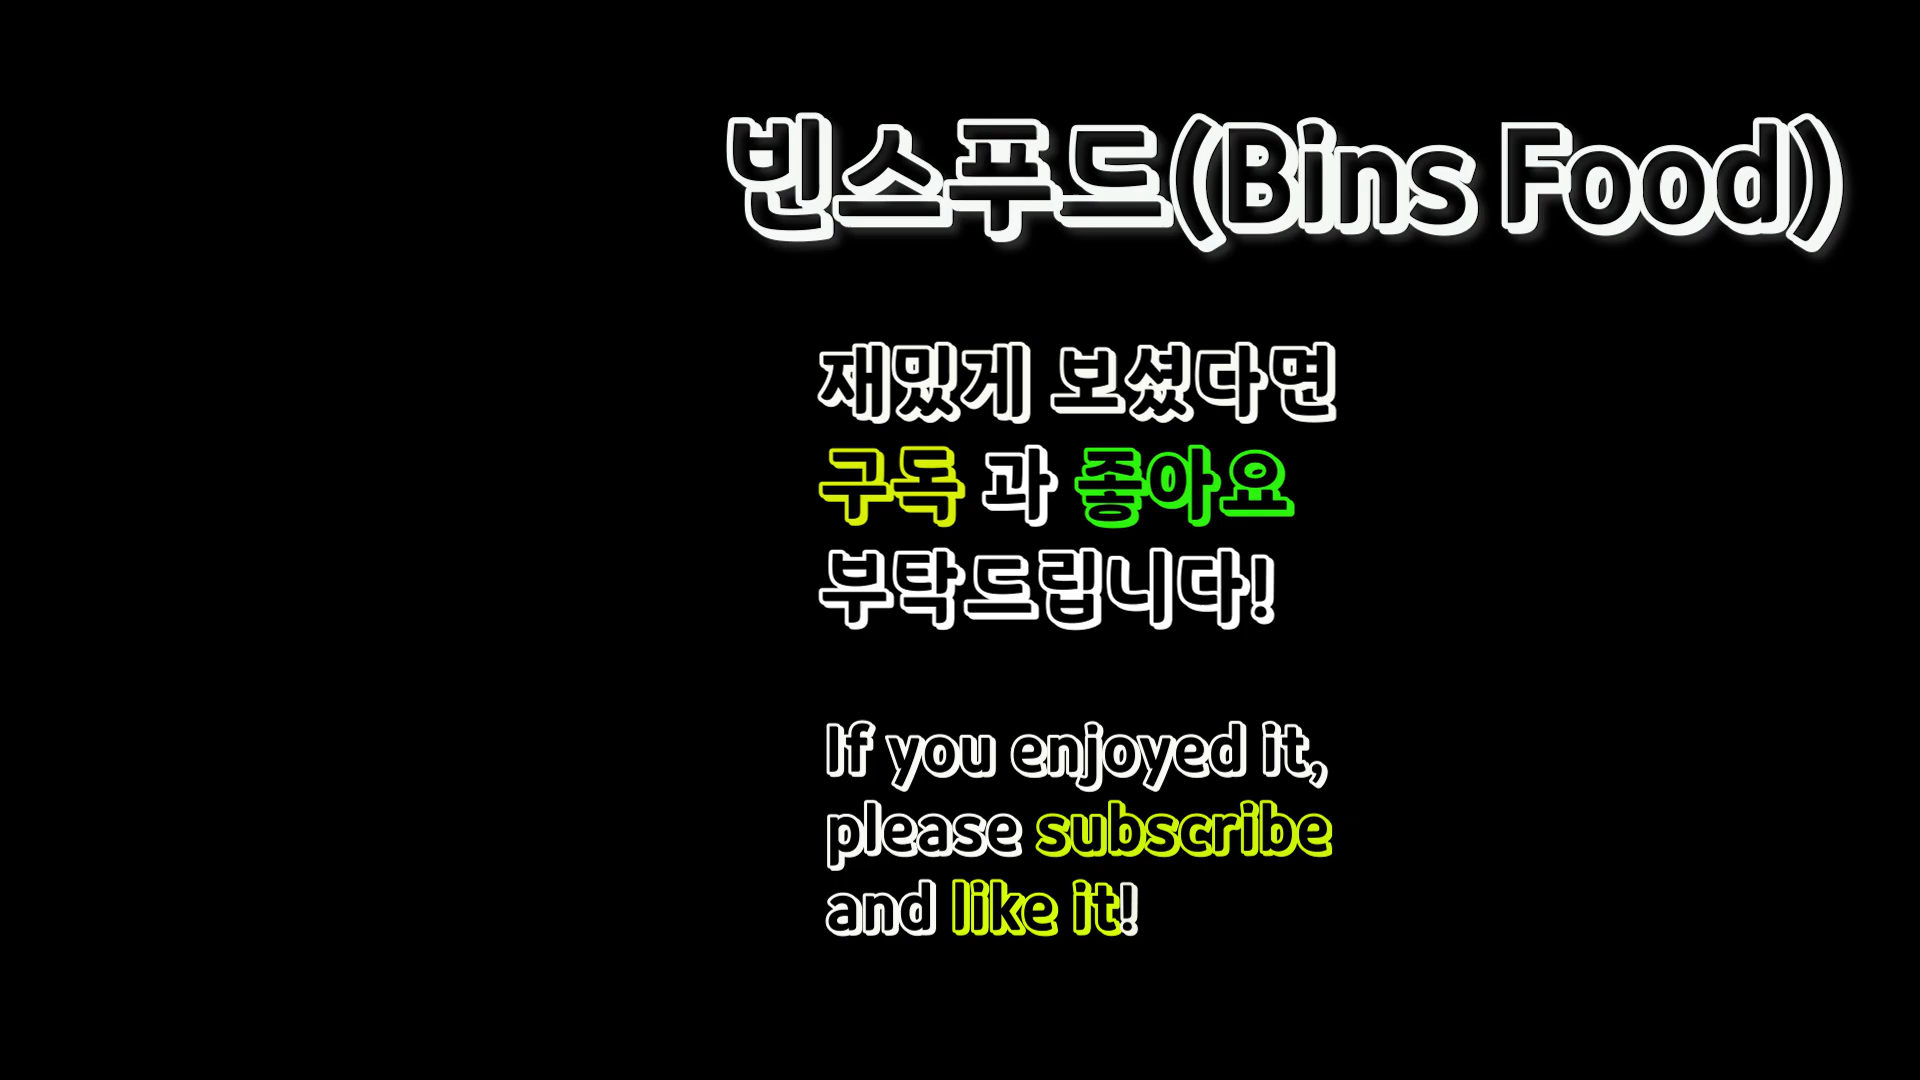 빈스푸드(Bins Food)
재밌게 보셨다면
구독 과 좋아요
부탁드립니다!
If you enjoyed it,
please subscribe
and like it!